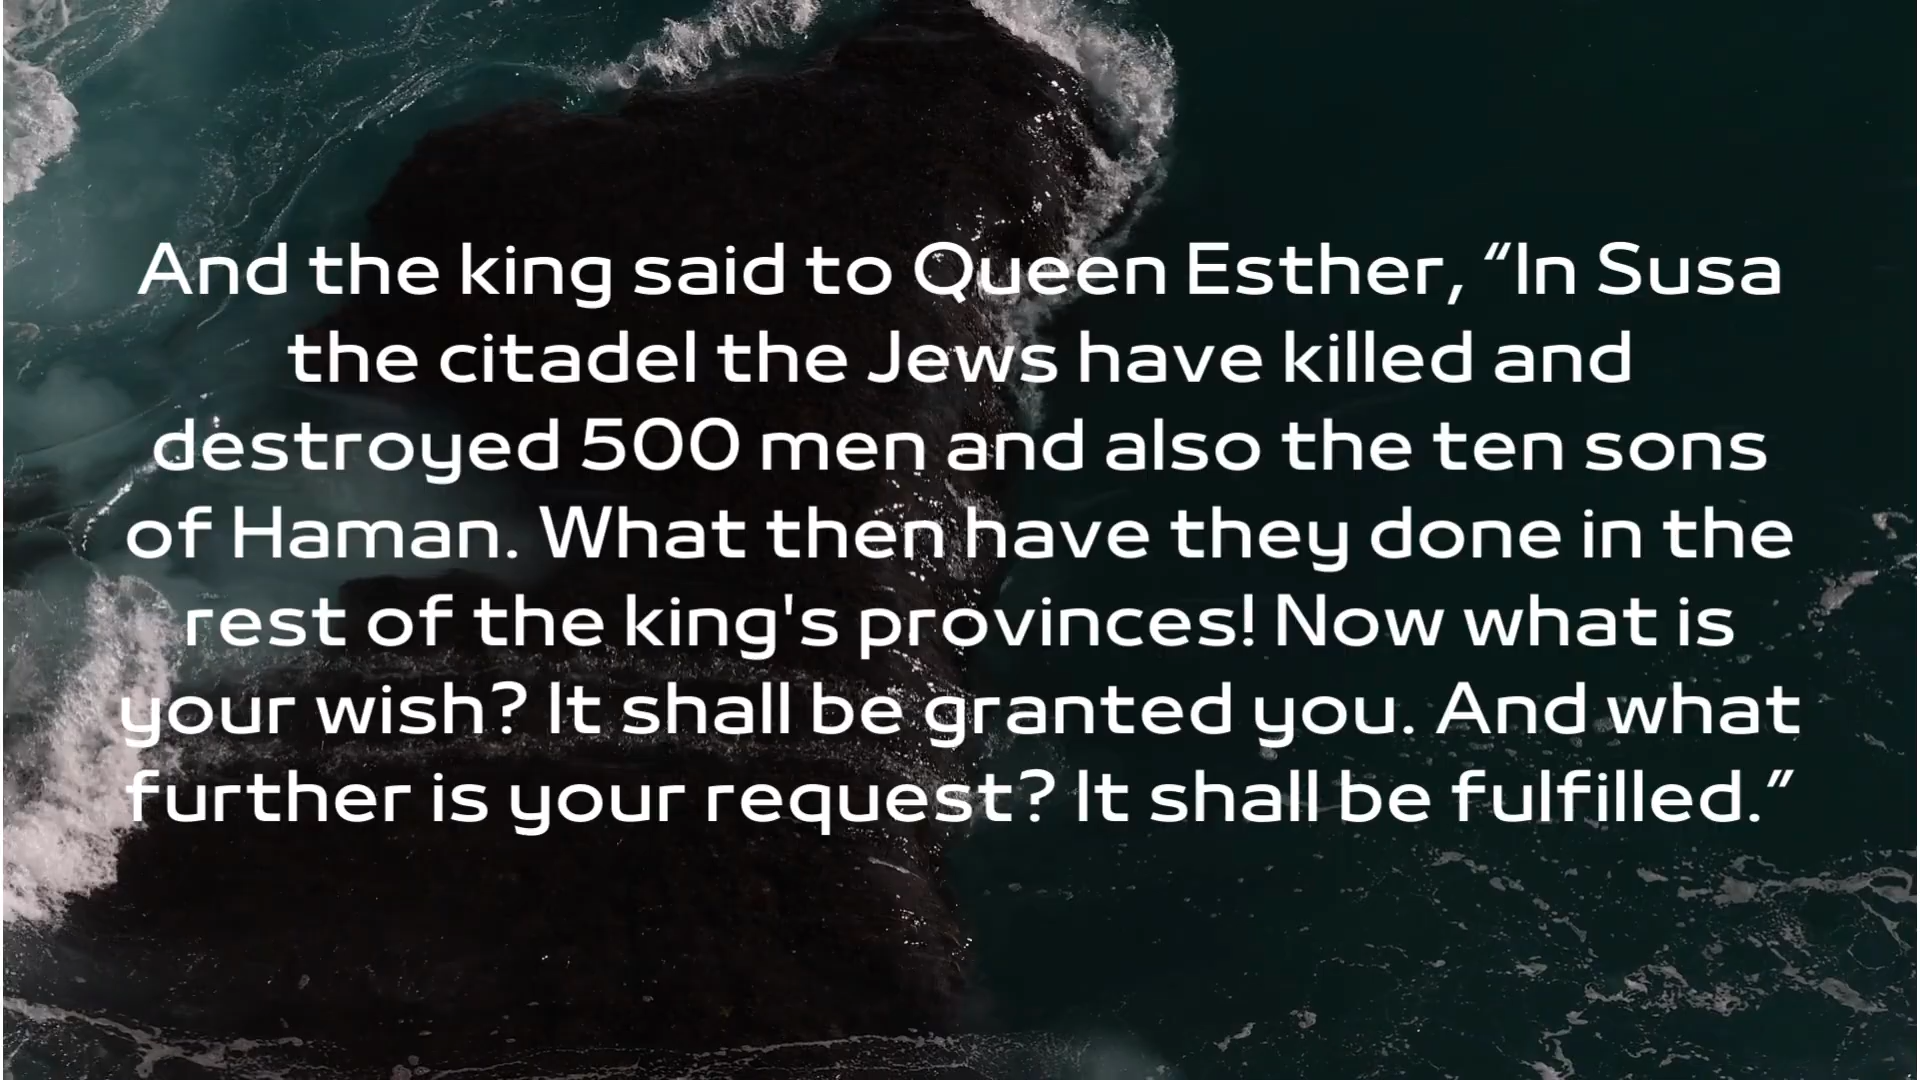 And the king said to Queen Esther, “In Susa
the citadel the Jews have killed and
destroyed 500 men and also the ten sons
of Haman. What then have they done in the
rest of the king's provinces! Now what is
your wish? It shall be granted you. And what
further is your request? It shall be fulfilled.”